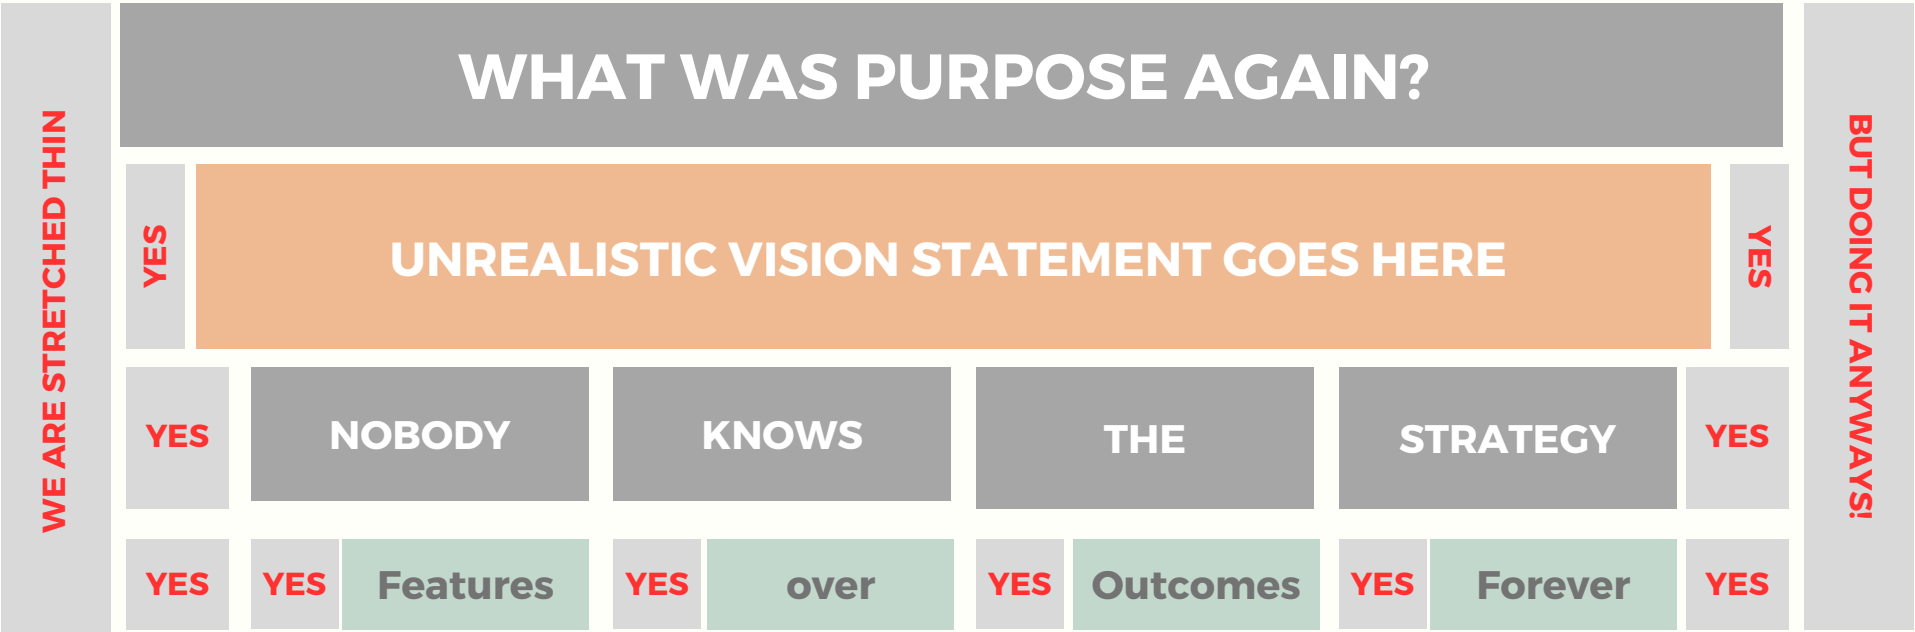 WE ARE STRETCHED THIN
WHAT WAS PURPOSE AGAIN?
YES
UNREALISTIC VISION STATEMENT GOES HERE
YES
YES
NOBODY
KNOWS
THE
STRATEGY
YES
YES
YES
Features
YES
over
YES
Outcomes
YES
Forever
YES
BUT DOING IT ANYWAYS!